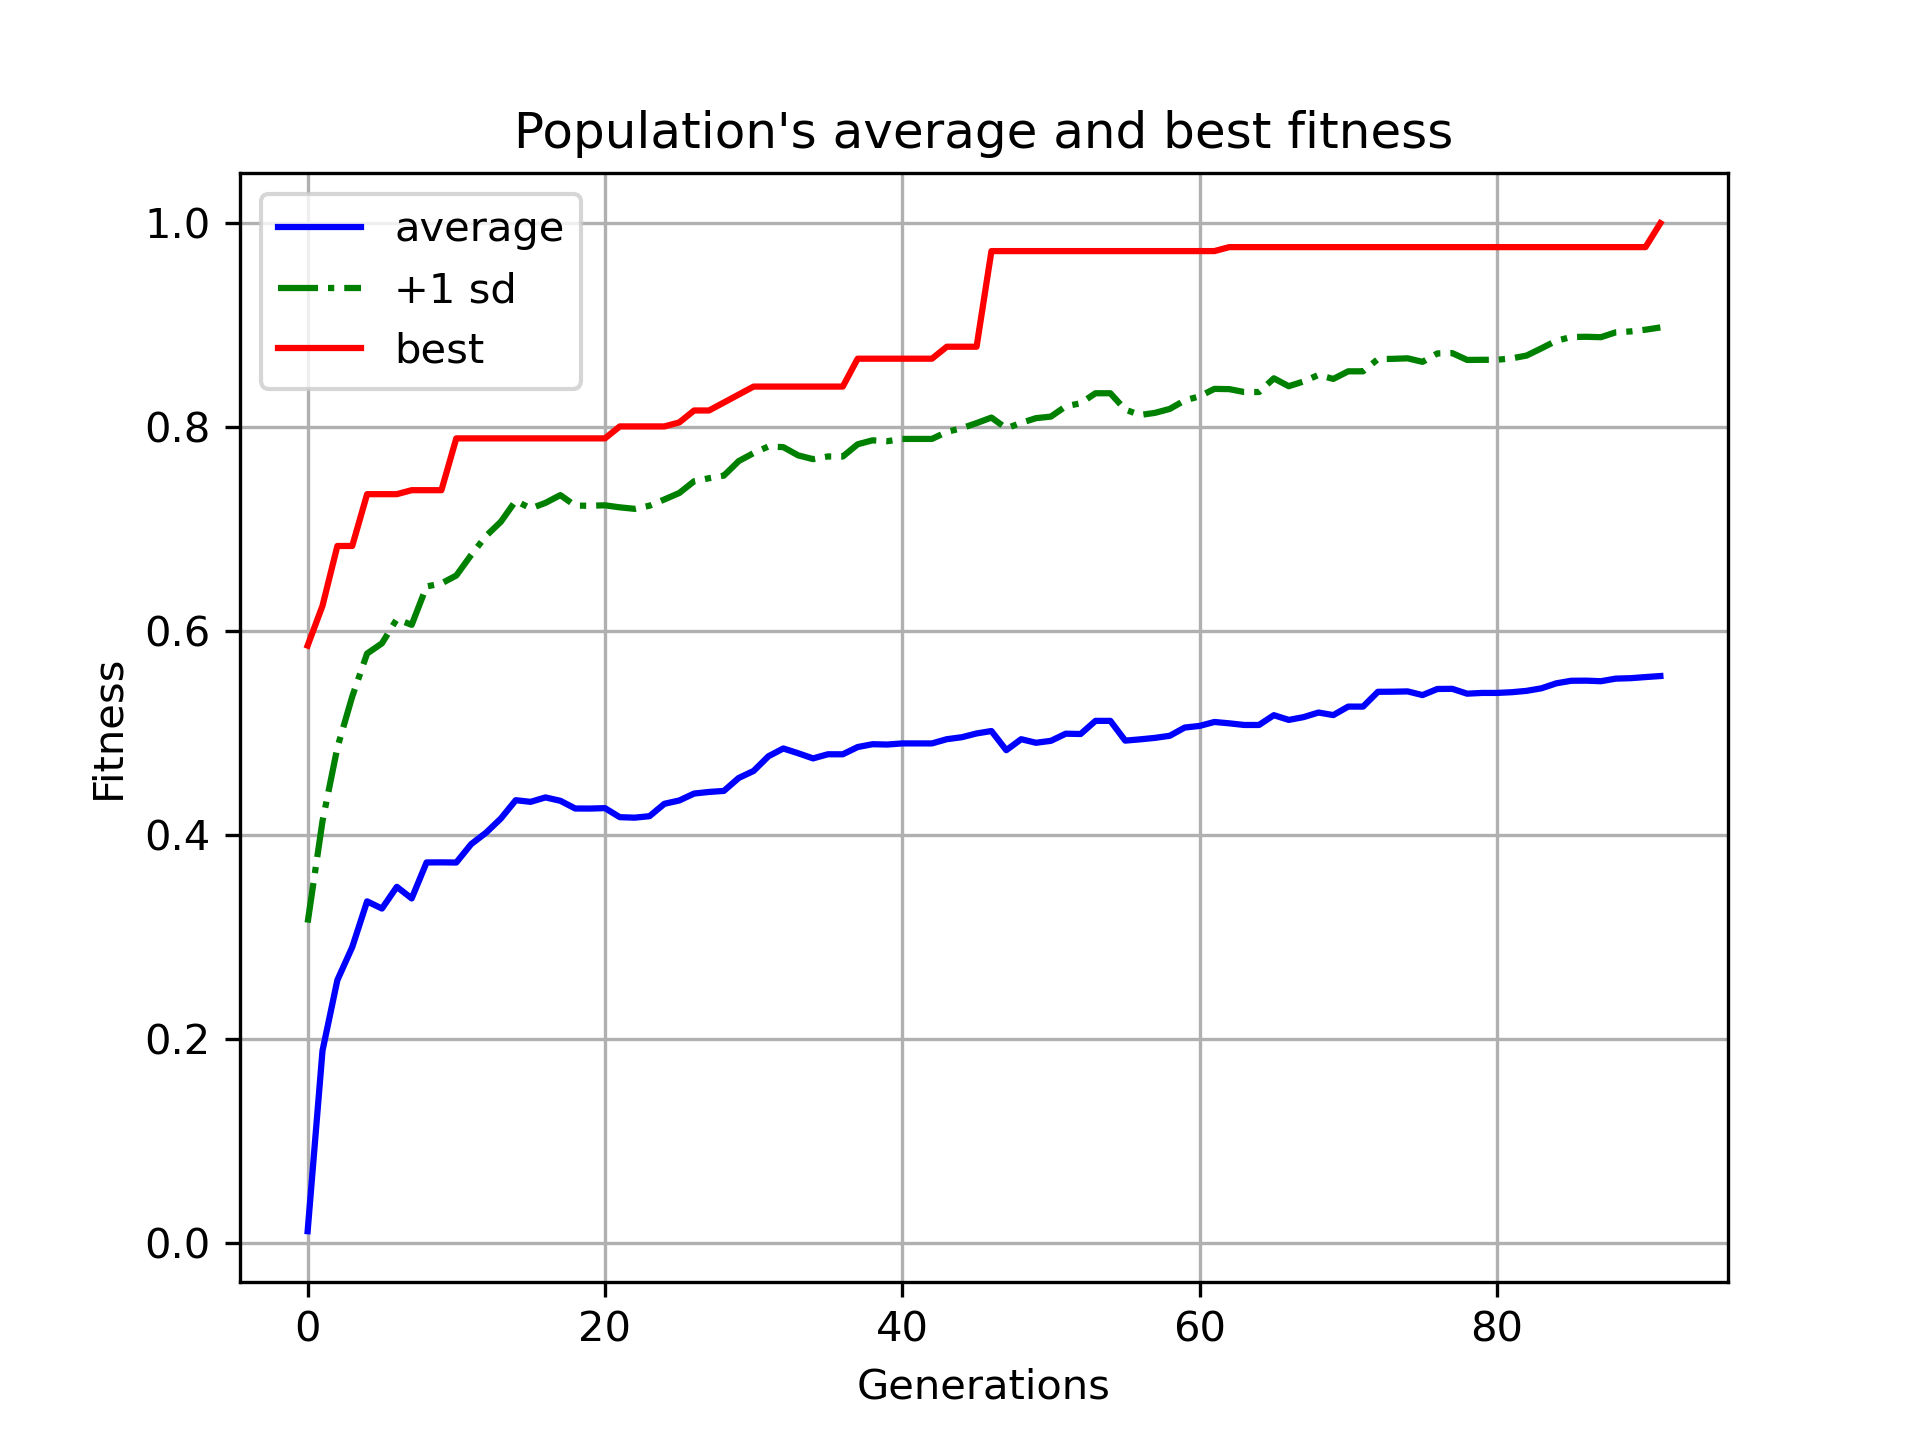 Population's average and best fitness
average
+1 sd
best
Fitness
1.0
0.8
0.6
0.4
0.2
0.0
0 20 40 60 80
Generations